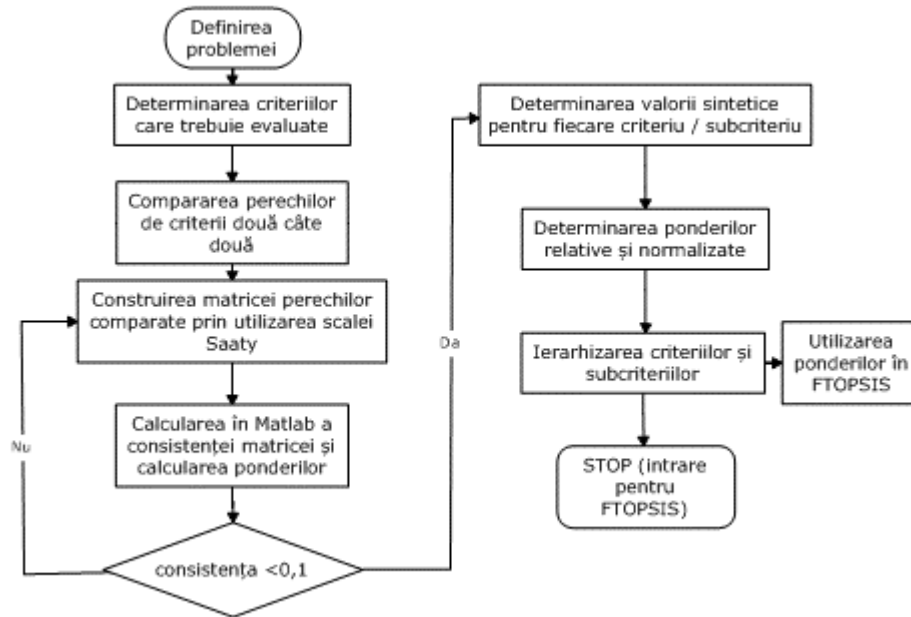 Definirea
problemei
Determinarea criteriilor
care trebuie evaluate
Compararea perechilor
de criterii două câte
două
Construirea matricei perechilor
comparate prin utilizarea scalei
Saaty
Calcularea în Matlab a
consistenței matricei și
calcularea ponderilor
consistența <0,1
Nu
Da
Determinarea valorii sintetice
pentru fiecare criteriu / subcriteriu
Determinarea ponderilor
relative și normalizate
Ierarhizarea criteriilor și
subcriteriilor
Utilizarea
ponderilor în
FTOPSIS
STOP (intrare
pentru
FTOPSIS)